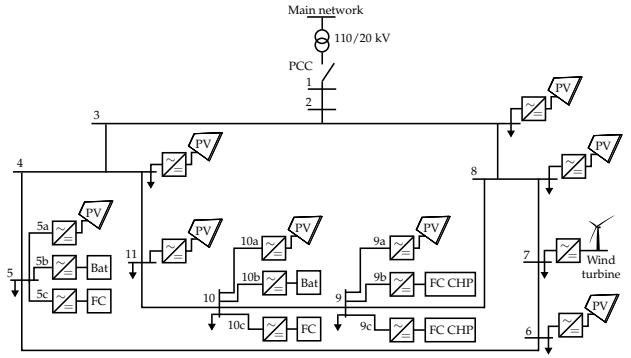 Main network
110/20 kV
PCC
1
2
3
PV
4
PV
8
PV
5a
PV
5b
Bat
5
5c
FC
11
PV
10a
PV
10b
Bat
10
10c
FC
9a
PV
9b
FC CHP
9
9c
FC CHP
7
Wind
turbine
PV
6